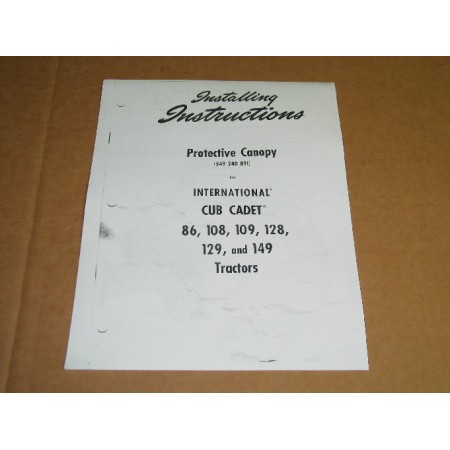 Installing
Instructions
Protective Canopy
(549 240 R91)
for
INTERNATIONAL®
CUB CADET®
86, 108, 109, 128,
129, and 149
Tractors